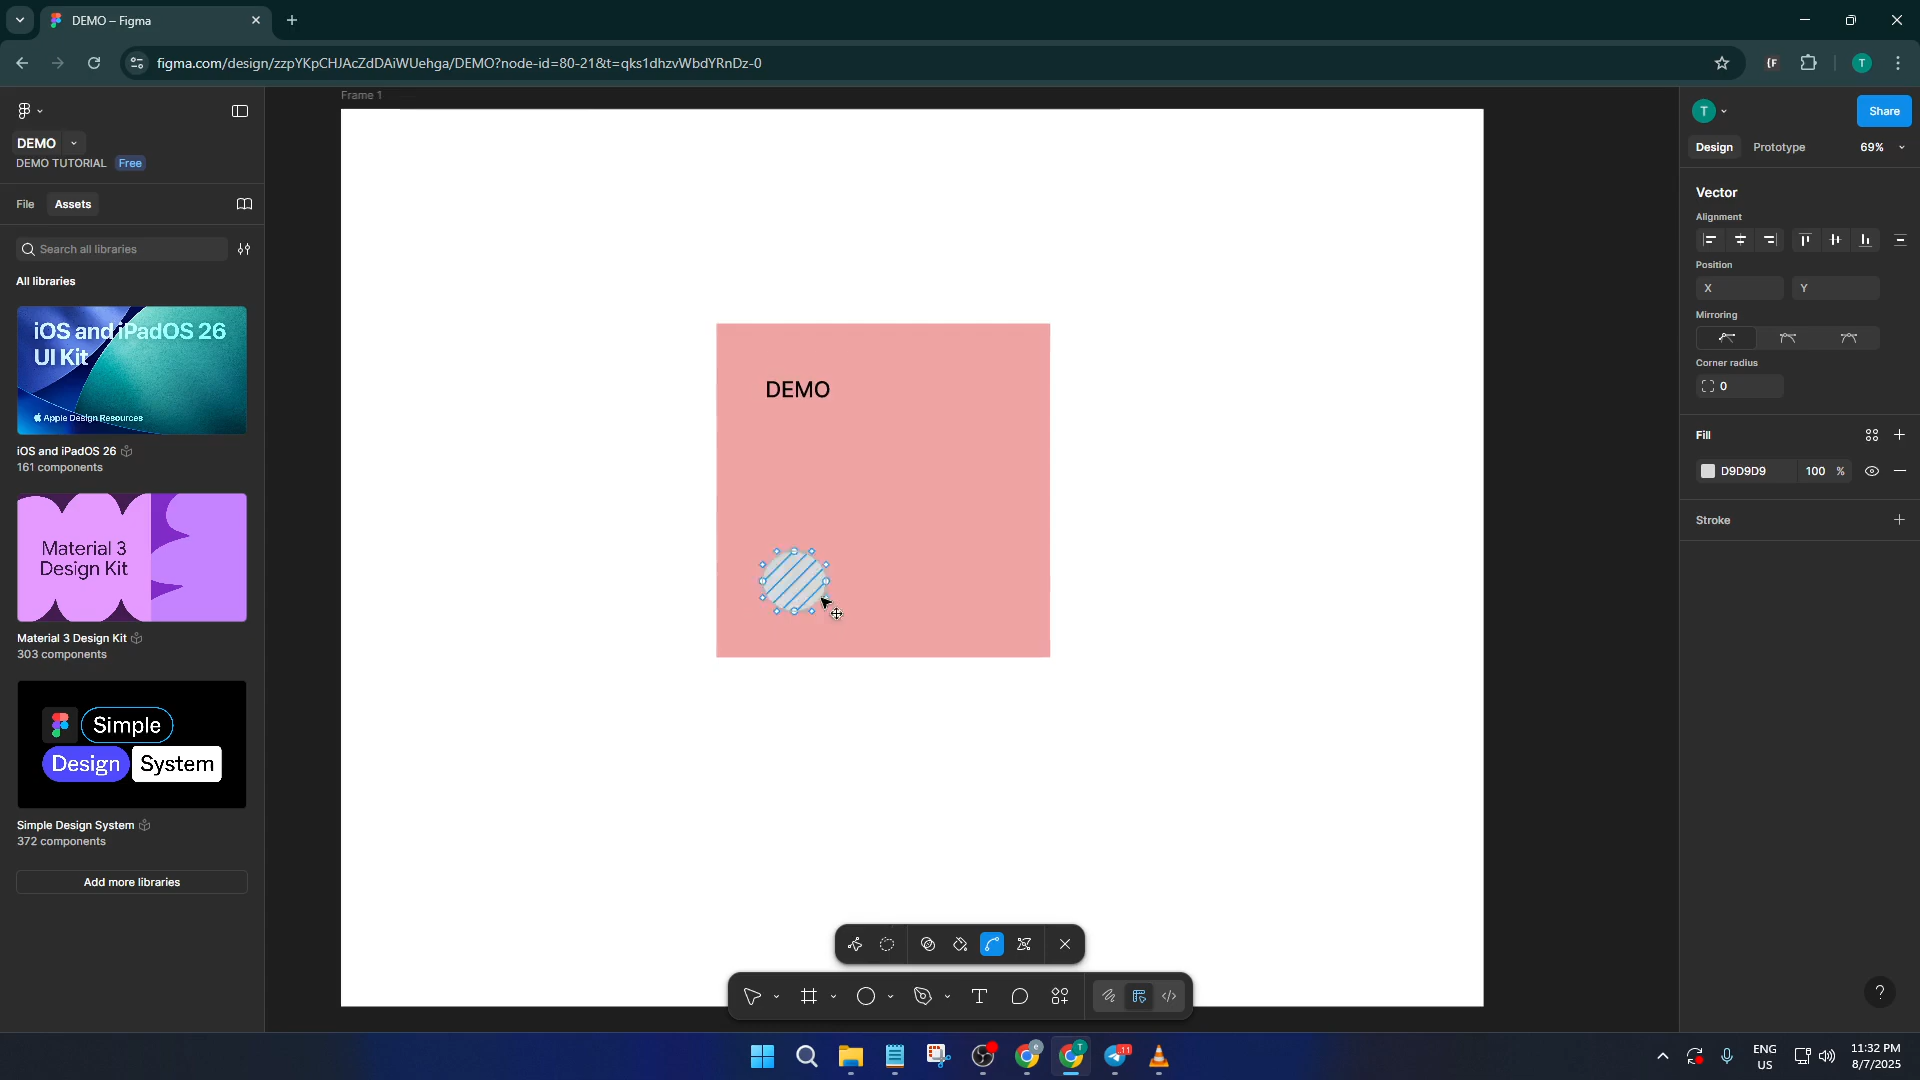 DEMO – Figma
figma.com/design/zzpYKpCHJAcZdDAiWUehga/DEMO?node-id=80-21&t=qks1dhzvWbdYRnDz-0
T
DEMO
DEMO TUTORIAL Free
File Assets
Search all libraries
All libraries
iOS and iPadOS 26
UI Kit
Apple Design Resources
iOS and iPadOS 26
161 components
Material 3
Design Kit
Material 3 Design Kit
303 components
Simple
Design System
Simple Design System
372 components
Add more libraries
Frame 1
DEMO
T
Share
Design Prototype 69%
Vector
Alignment
Position
X Y
Mirroring
Corner radius
0
Fill
D9D9D9 100 %
Stroke
?
e
T
11
ENG
US
11:32 PM
8/7/2025